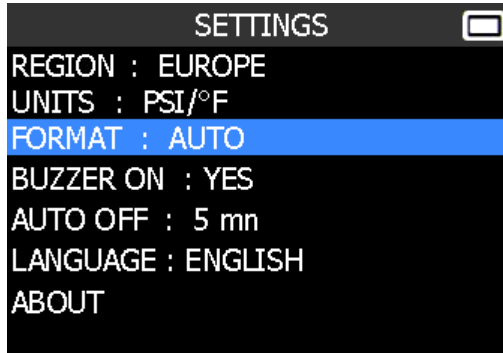 SETTINGS
REGION : EUROPE
UNITS : PSI/°F
FORMAT : AUTO
BUZZER ON : YES
AUTO OFF : 5 mn
LANGUAGE : ENGLISH
ABOUT